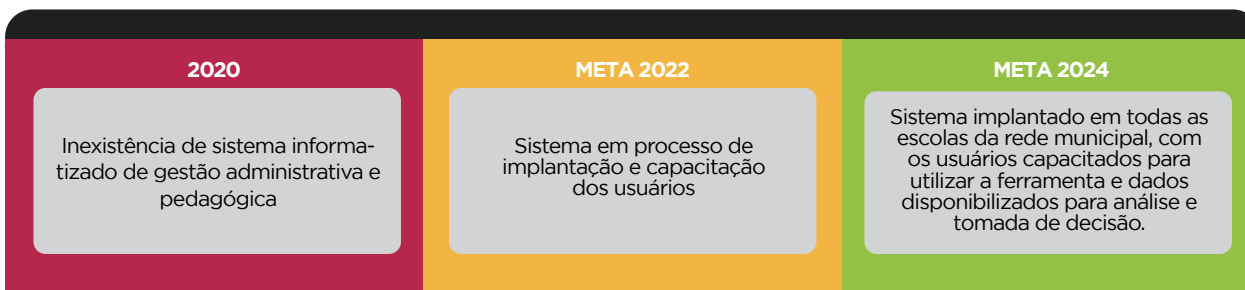 2020
Inexistência de sistema informa-
tizado de gestão administrativa e
pedagógica
META 2022
Sistema em processo de
implantação e capacitação
dos usuários
META 2024
Sistema implantado em todas as
escolas da rede municipal, com
os usuários capacitados para
utilizar a ferramenta e dados
disponibilizados para análise e
tomada de decisão.